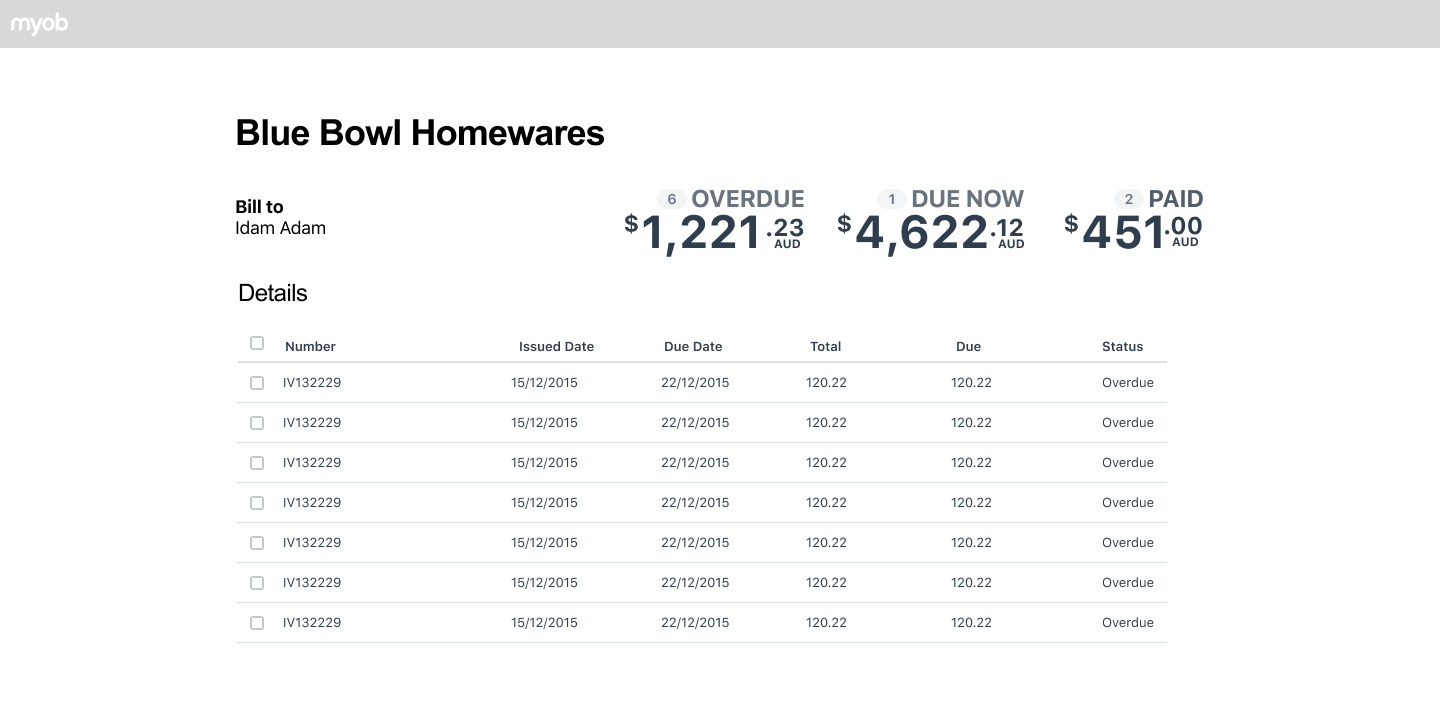 myob
Blue Bowl Homewares
Bill to
Idam Adam
6 OVERDUE
$1,221.23
AUD
1 DUE NOW
$4,622.12
AUD
2 PAID
$451.00
AUD
Details
Number Issued Date Due Date Total Due Status
IV132229 15/12/2015 22/12/2015 120.22 120.22 Overdue
IV132229 15/12/2015 22/12/2015 120.22 120.22 Overdue
IV132229 15/12/2015 22/12/2015 120.22 120.22 Overdue
IV132229 15/12/2015 22/12/2015 120.22 120.22 Overdue
IV132229 15/12/2015 22/12/2015 120.22 120.22 Overdue
IV132229 15/12/2015 22/12/2015 120.22 120.22 Overdue
IV132229 15/12/2015 22/12/2015 120.22 120.22 Overdue